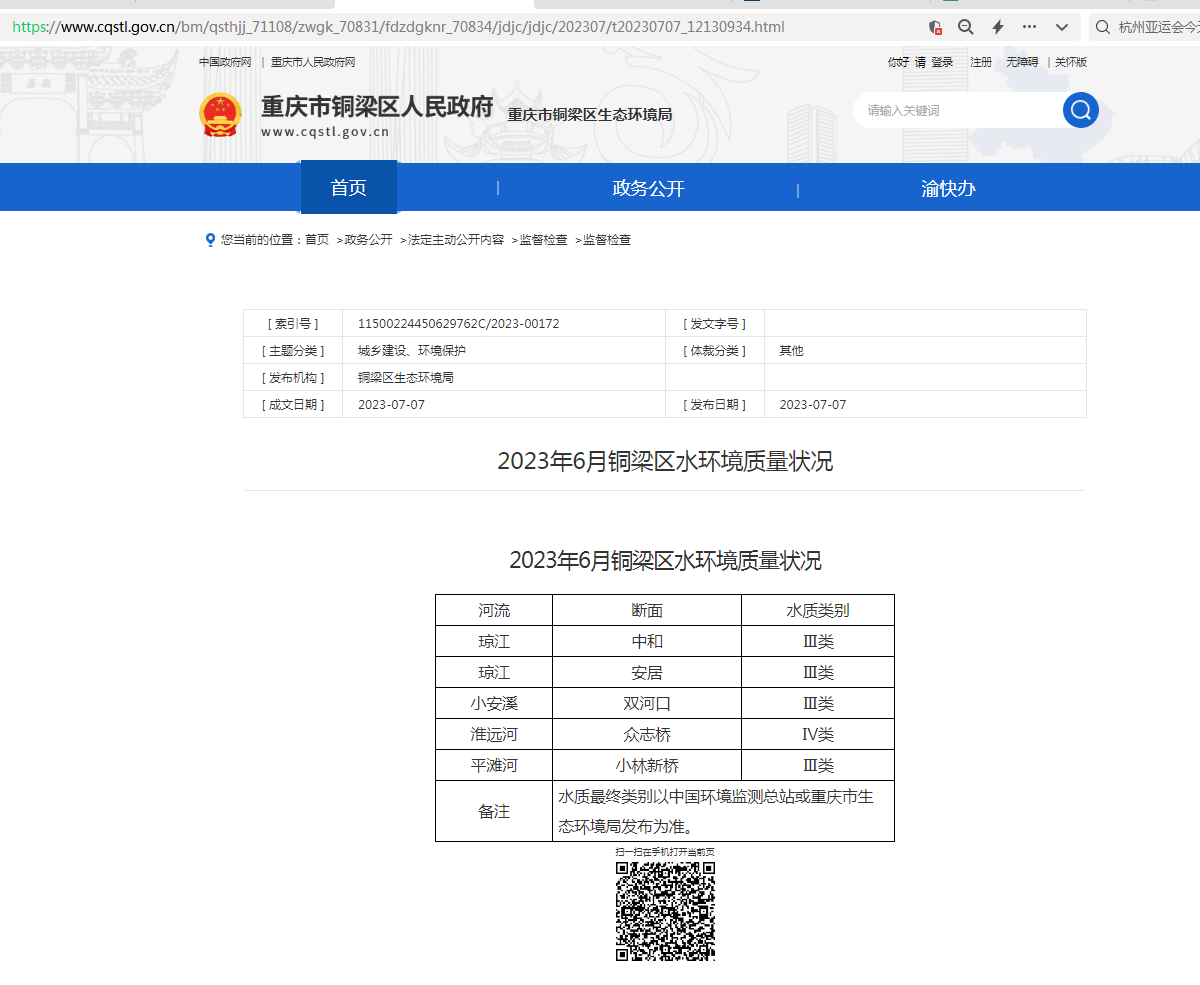 https://www.cqstl.gov.cn/bm/qsthjj_71108/zwgk_70831/fdzdgknr_70834/jdjc/jdjc/202307/t20230707_12130934.html
杭州亚运会今
中国政府网 | 重庆市人民政府网
你好 请 登录 注册 无障碍 | 关怀版
重庆市铜梁区人民政府
www.cqstl.gov.cn
重庆市铜梁区生态环境局
请输入关键词
首页 | 政务公开 | 渝快办
您当前的位置：首页 >政务公开 >法定主动公开内容 >监督检查 >监督检查
[ 索引号 ] 11500224450629762C/2023-00172 [ 发文字号 ]
[ 主题分类 ] 城乡建设、环境保护 [ 体裁分类 ] 其他
[ 发布机构 ] 铜梁区生态环境局
[ 成文日期 ] 2023-07-07 [ 发布日期 ] 2023-07-07
2023年6月铜梁区水环境质量状况
2023年6月铜梁区水环境质量状况
河流 断面 水质类别
琼江 中和 Ⅲ类
琼江 安居 Ⅲ类
小安溪 双河口 Ⅲ类
淮远河 众志桥 Ⅳ类
平滩河 小林新桥 Ⅲ类
备注 水质最终类别以中国环境监测总站或重庆市生
态环境局发布为准。
扫一扫在手机打开当前页